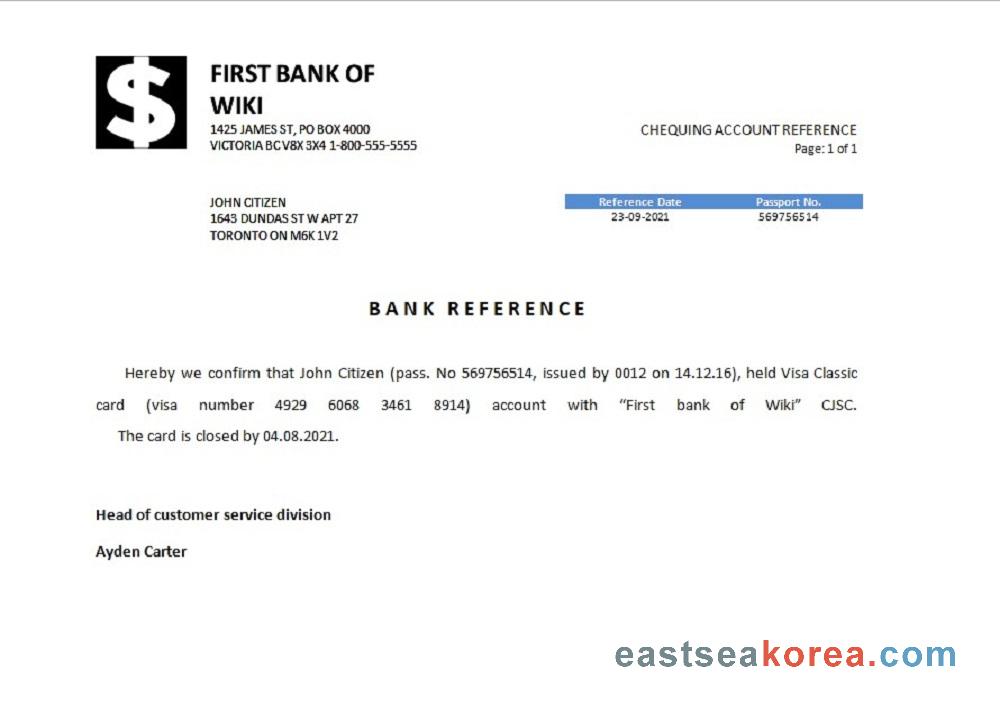 $
FIRST BANK OF
WIKI
1425 JAMES ST, PO BOX 4000
VICTORIA BC V8X 3X4 1-800-555-5555
CHEQUING ACCOUNT REFERENCE
Page: 1 of 1
JOHN CITIZEN
1643 DUNDAS ST W APT 27
TORONTO ON M6K 1V2
Reference Date Passport No.
23-09-2021 569756514
BANK REFERENCE
Hereby we confirm that John Citizen (pass. No 569756514, issued by 0012 on 14.12.16), held Visa Classic
card (visa number 4929 6068 3461 8914) account with “First bank of Wiki” CJSC.
The card is closed by 04.08.2021.
Head of customer service division
Ayden Carter
eastseakorea.com